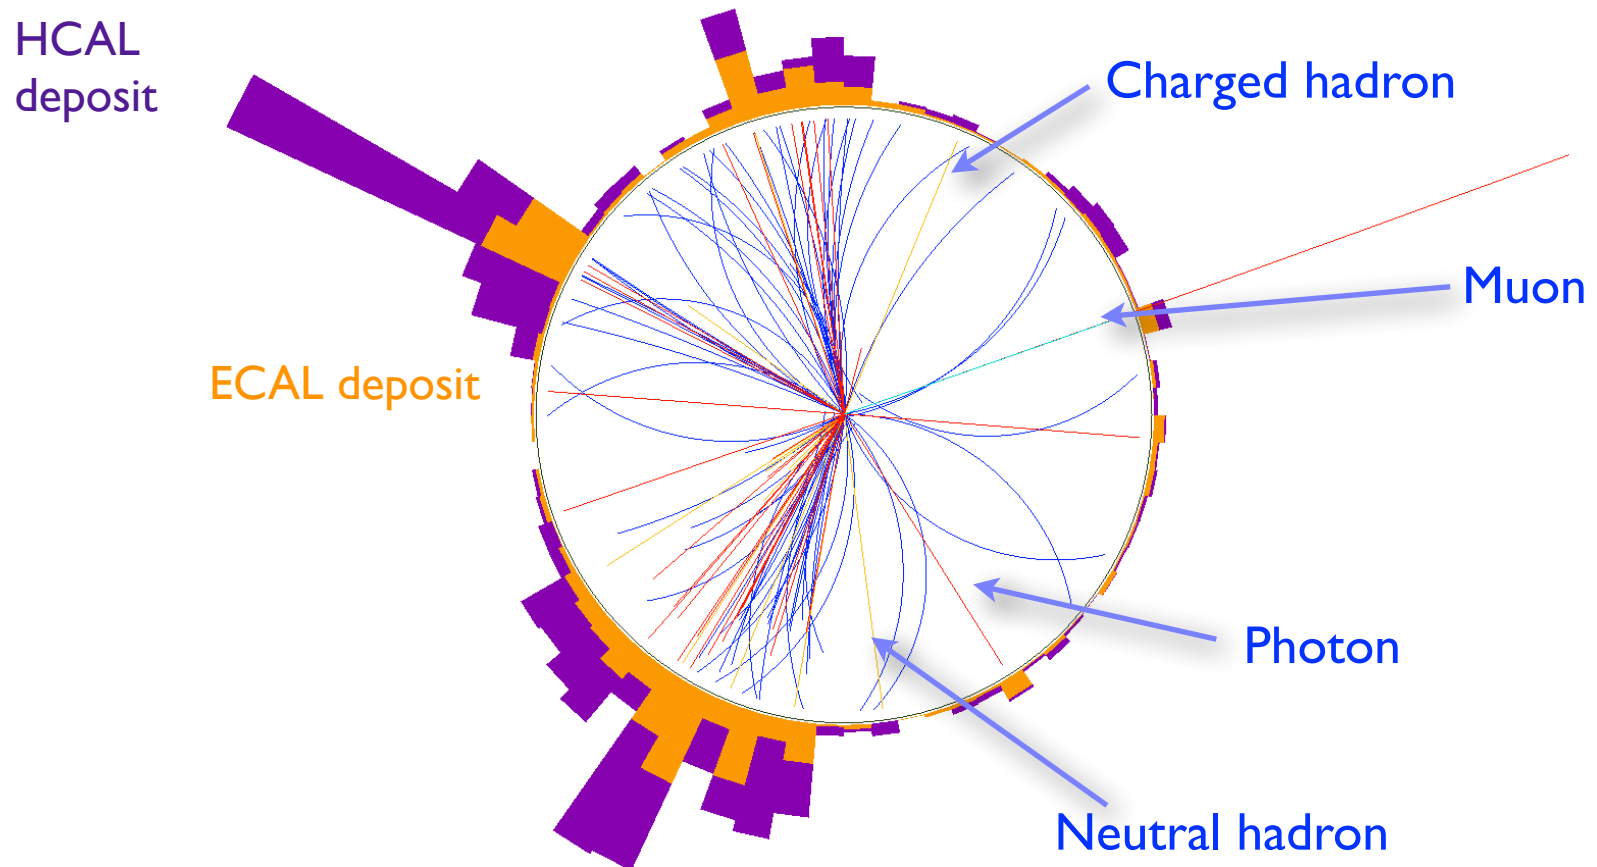 HCAL
deposit
Charged hadron
Muon
ECAL deposit
Photon
Neutral hadron